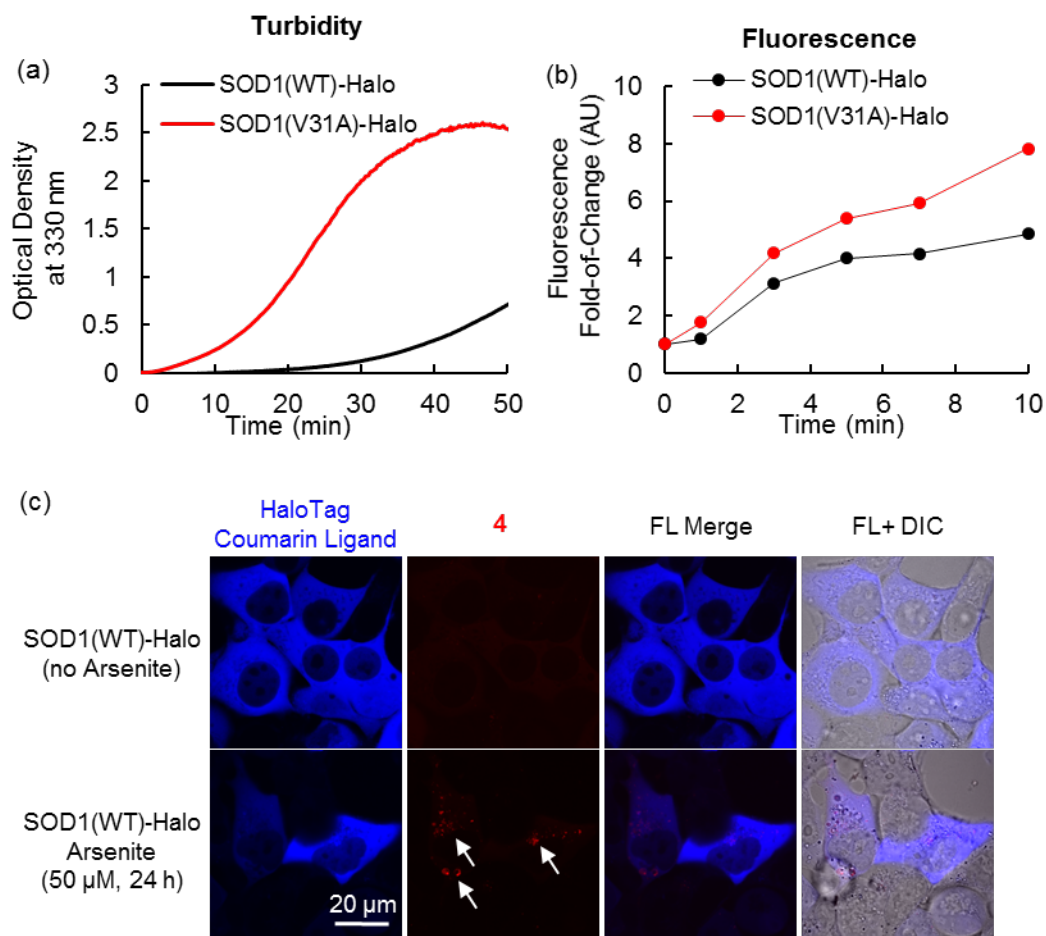 Turbidity
(a)
SOD1(WT)-Halo
SOD1(V31A)-Halo
Optical Density
at 330 nm
3
2.5
2
1.5
1
0.5
0
0
10
20
30
40
50
Time (min)
Fluorescence
(b)
SOD1(WT)-Halo
SOD1(V31A)-Halo
Fluorescence
Fold-of-Change (AU)
10
8
6
4
2
0
0
2
4
6
8
10
Time (min)
(c)
HaloTag
Coumarin Ligand
4
FL Merge
FL+ DIC
SOD1(WT)-Halo
(no Arsenite)
SOD1(WT)-Halo
Arsenite
(50 µM, 24 h)
20 µm